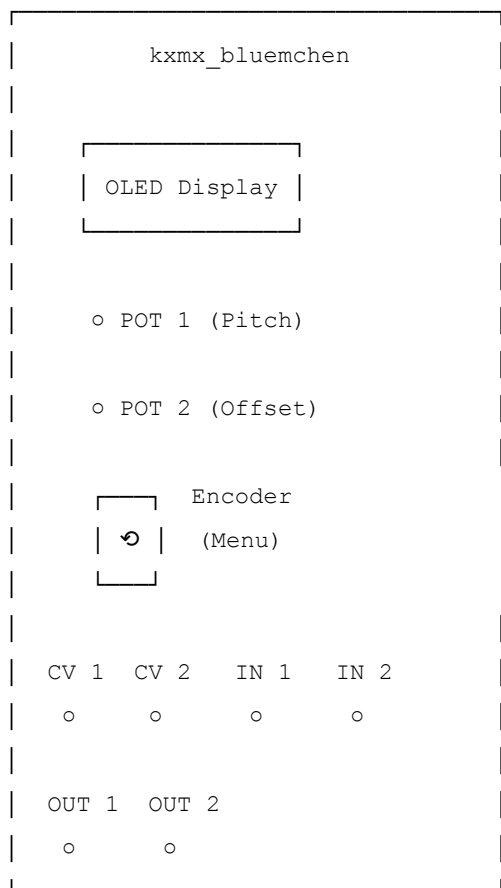 kxmx_bluemchen
OLED Display
POT 1 (Pitch)
POT 2 (Offset)
Encoder
(Menu)
CV 1 CV 2 IN 1 IN 2
OUT 1 OUT 2